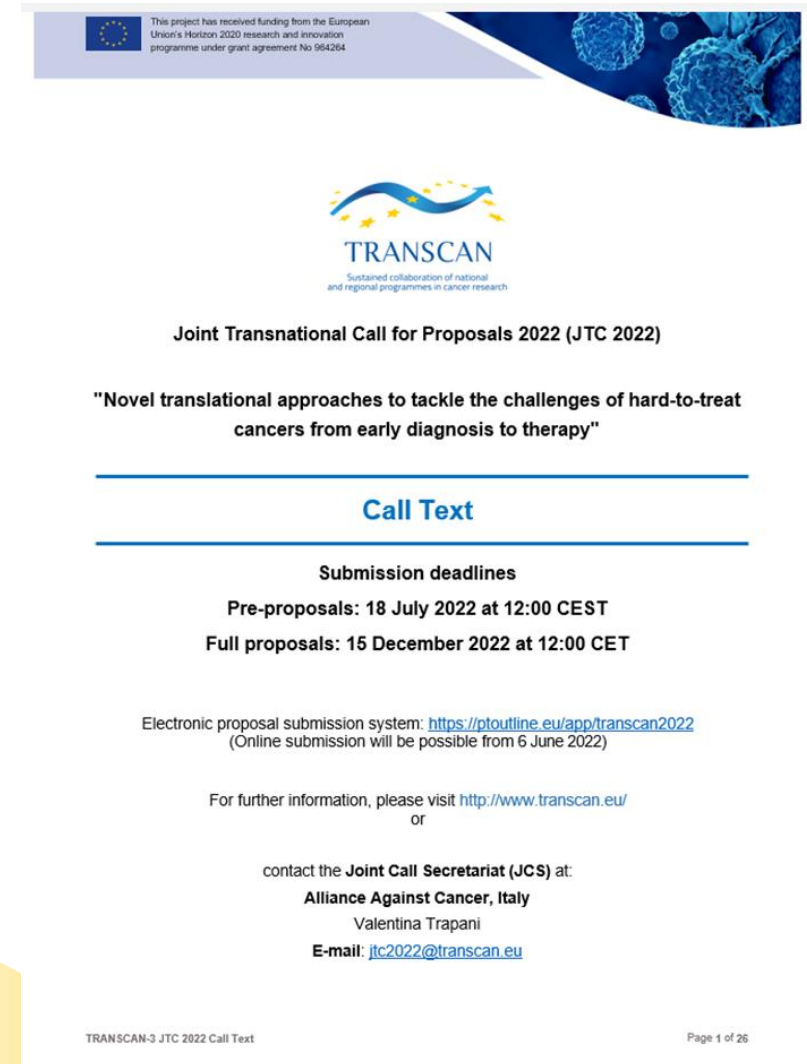 This project has received funding from the European
Union's Horizon 2020 research and innovation
programme under grant agreement No 964264
TRANSCAN
Sustained collaboration of national
and regional programmes in cancer research
Joint Transnational Call for Proposals 2022 (JTC 2022)
"Novel translational approaches to tackle the challenges of hard-to-treat
cancers from early diagnosis to therapy"
Call Text
Submission deadlines
Pre-proposals: 18 July 2022 at 12:00 CEST
Full proposals: 15 December 2022 at 12:00 CET
Electronic proposal submission system: https://ptoutline.eu/app/transcan2022
(Online submission will be possible from 6 June 2022)
For further information, please visit http://www.transcan.eu/
or
contact the Joint Call Secretariat (JCS) at:
Alliance Against Cancer, Italy
Valentina Trapani
E-mail: jtc2022@transcan.eu
TRANSCAN-3 JTC 2022 Call Text Page 1 of 26